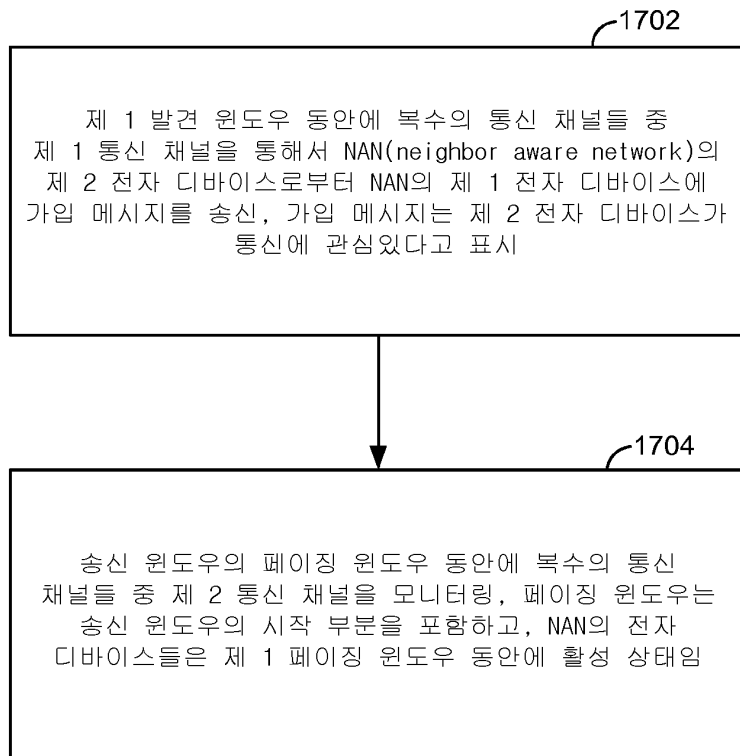 1702
제 1 발견 윈도우 동안에 복수의 통신 채널들 중
제 1 통신 채널을 통해서 NAN(neighbor aware network)의
제 2 전자 디바이스로부터 NAN의 제 1 전자 디바이스에
가입 메시지를 송신, 가입 메시지는 제 2 전자 디바이스가
통신에 관심있다고 표시
1704
송신 윈도우의 페이징 윈도우 동안에 복수의 통신
채널들 중 제 2 통신 채널을 모니터링, 페이징 윈도우는
송신 윈도우의 시작 부분을 포함하고, NAN의 전자
디바이스들은 제 1 페이징 윈도우 동안에 활성 상태임